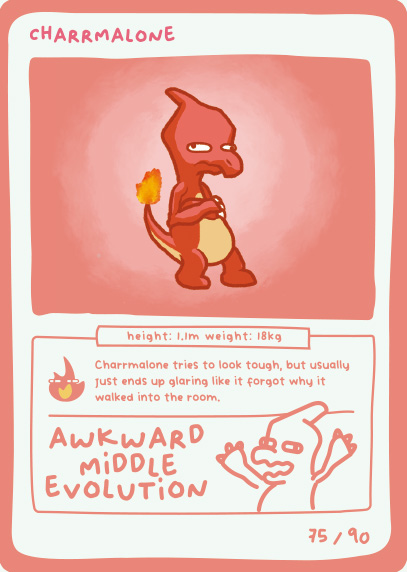 CHARRMALONE
height: 1.1m weight: 18kg
Charrmalone tries to look tough, but usually
just ends up glaring like it forgot why it
walked into the room.
AWKWARD
MiDDLE
EVOLUTiON
75 / 90